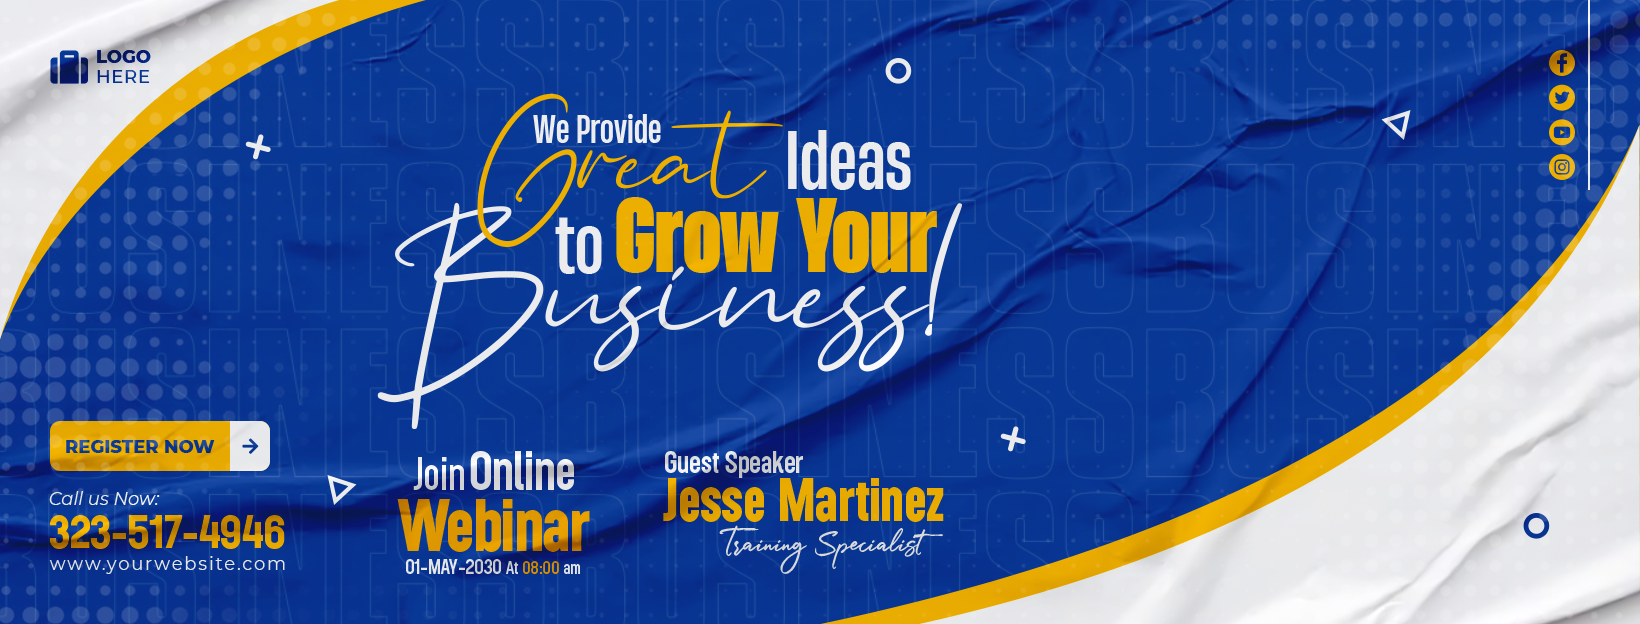 LOGO
HERE
We Provide
Great Ideas
to Grow Your
Business!
REGISTER NOW
Call us Now:
323-517-4946
www.yourwebsite.com
Join Online
Webinar
01-MAY-2030 At 08:00 am
Guest Speaker
Jesse Martinez
Training Specialist